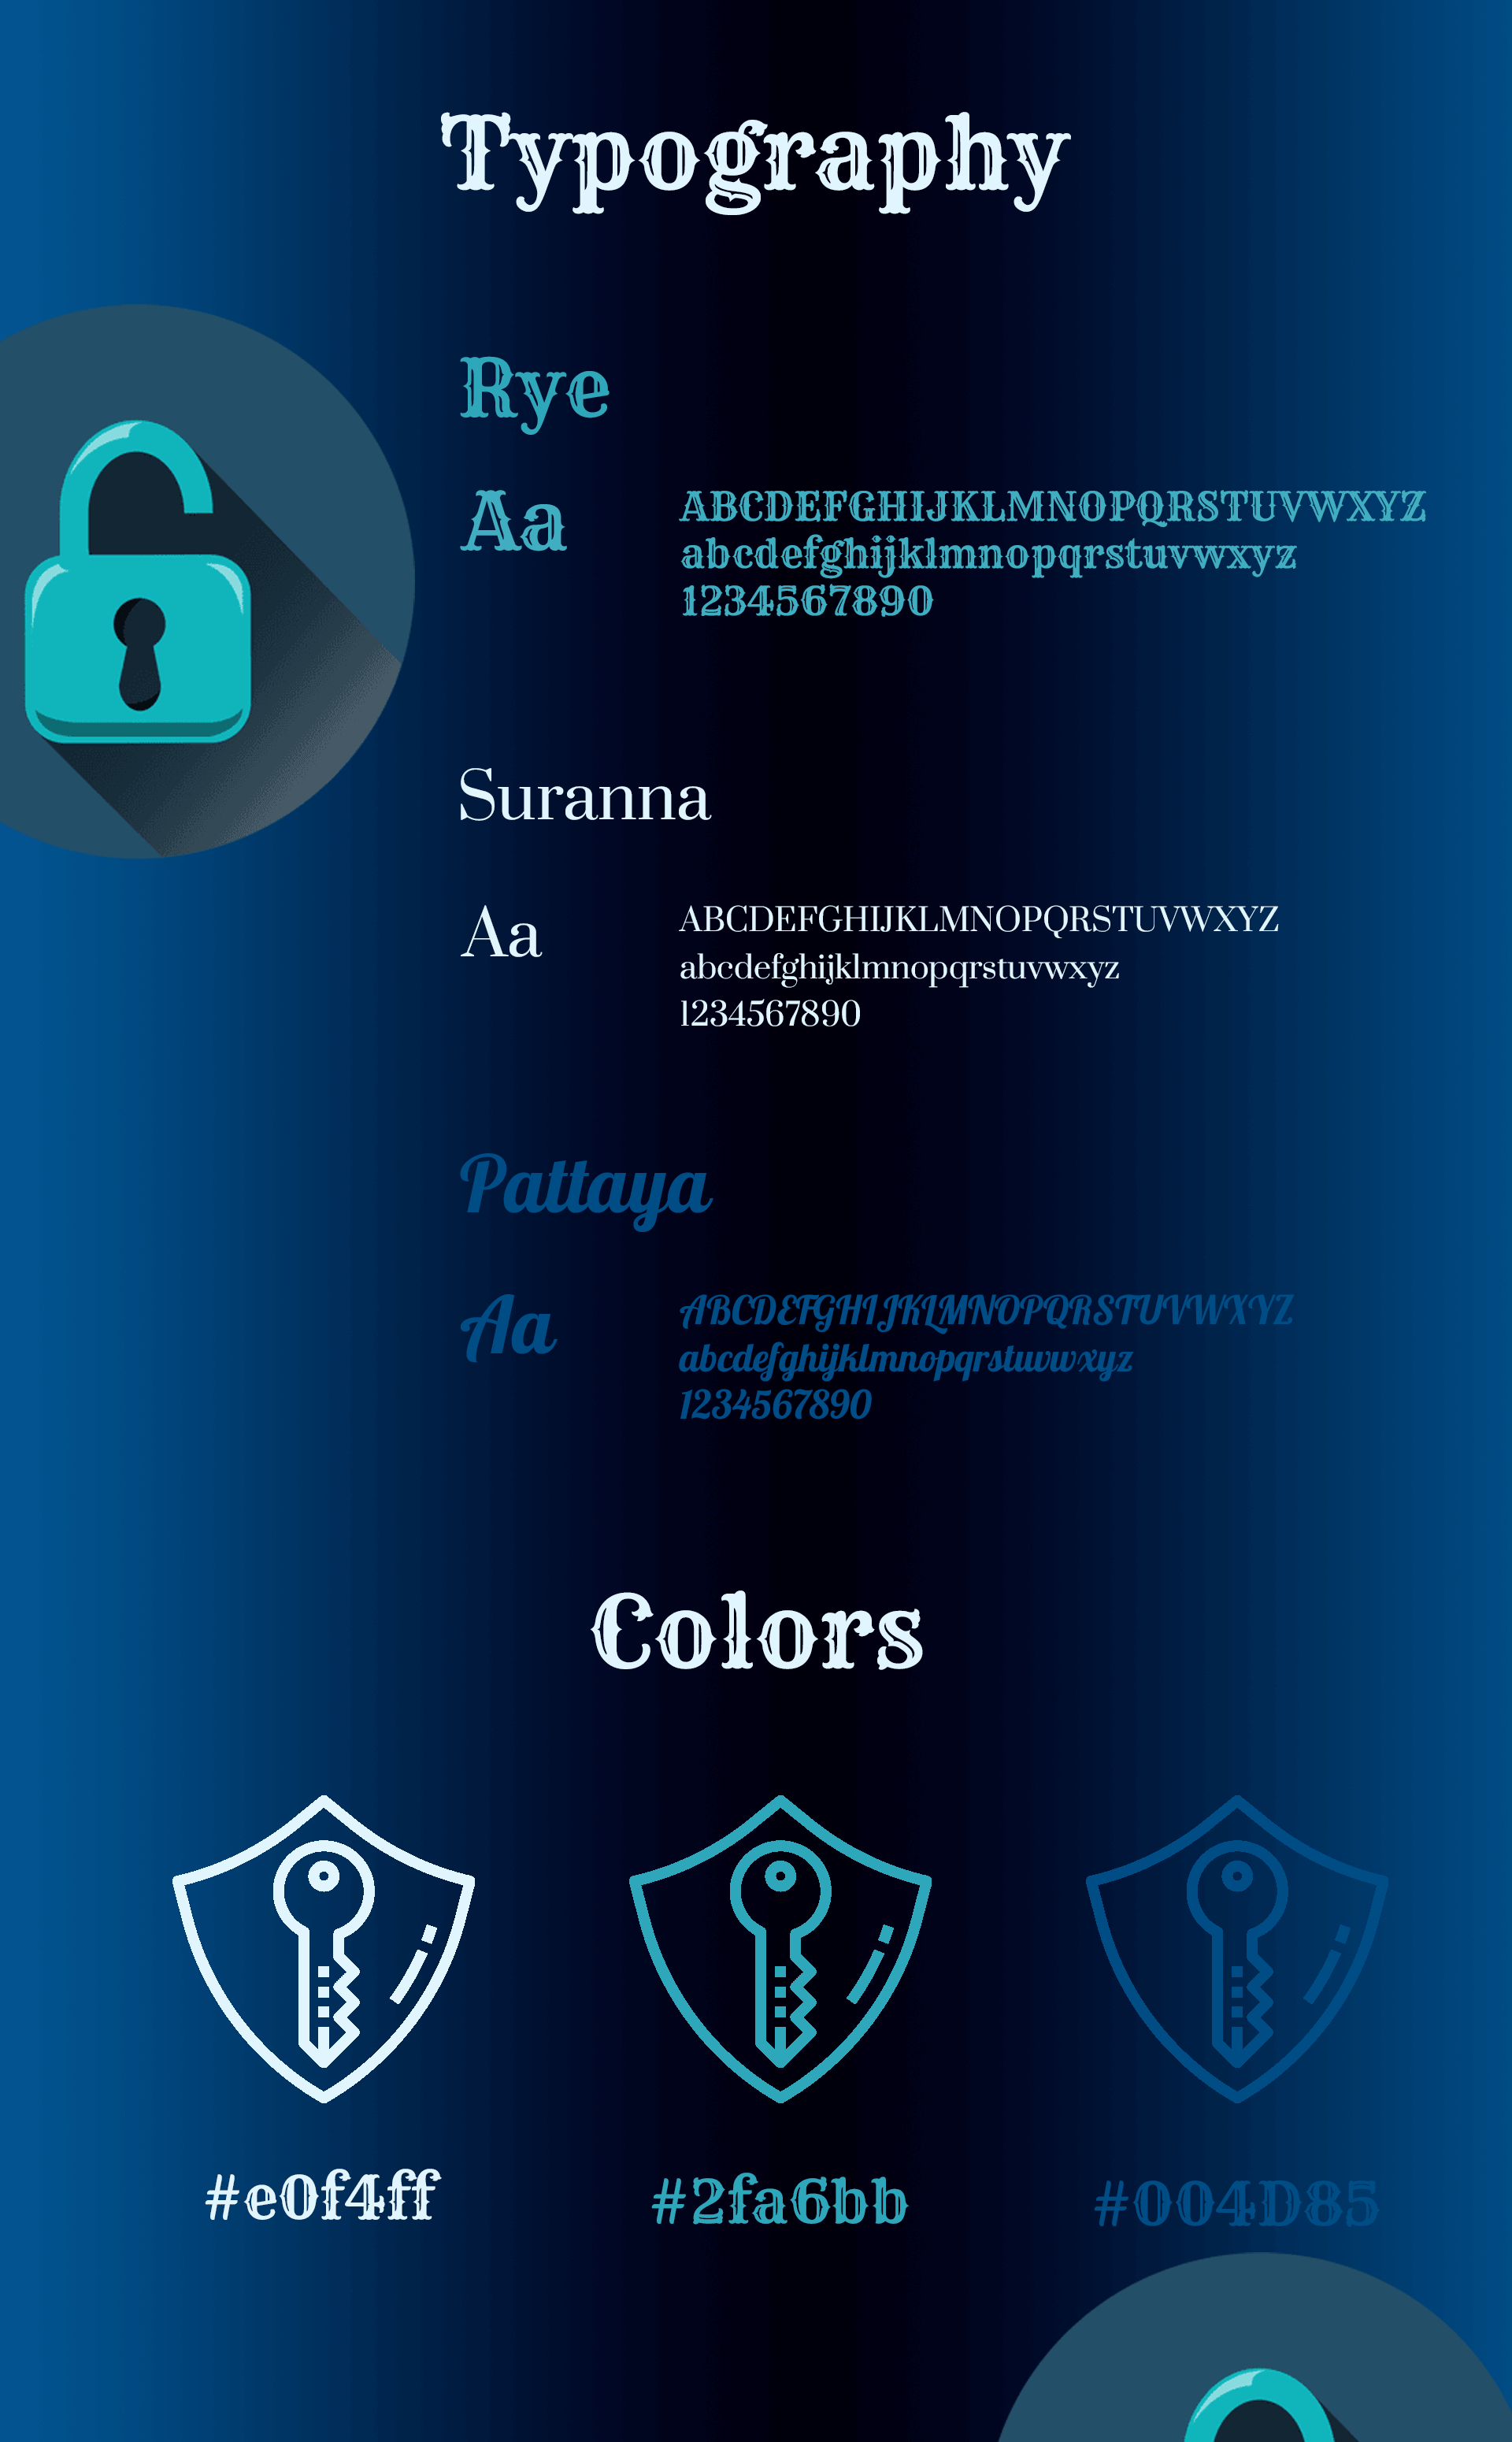 Typography
Rye
Aa
ABCDEFGHIJKLMNOPQRSTUVWXYZ
abcdefghijklmnopqrstuvwxyz
1234567890
Suranna
Aa
ABCDEFGHIJKLMNOPQRSTUVWXYZ
abcdefghijklmnopqrstuvwxyz
1234567890
Pattaya
Aa
ABCDEFGHIJKLMNOPQRSTUVWXYZ
abcdefghijklmnopqrstuvwxyz
1234567890
Colors
#e0f4ff
#2fa6bb
#004D85